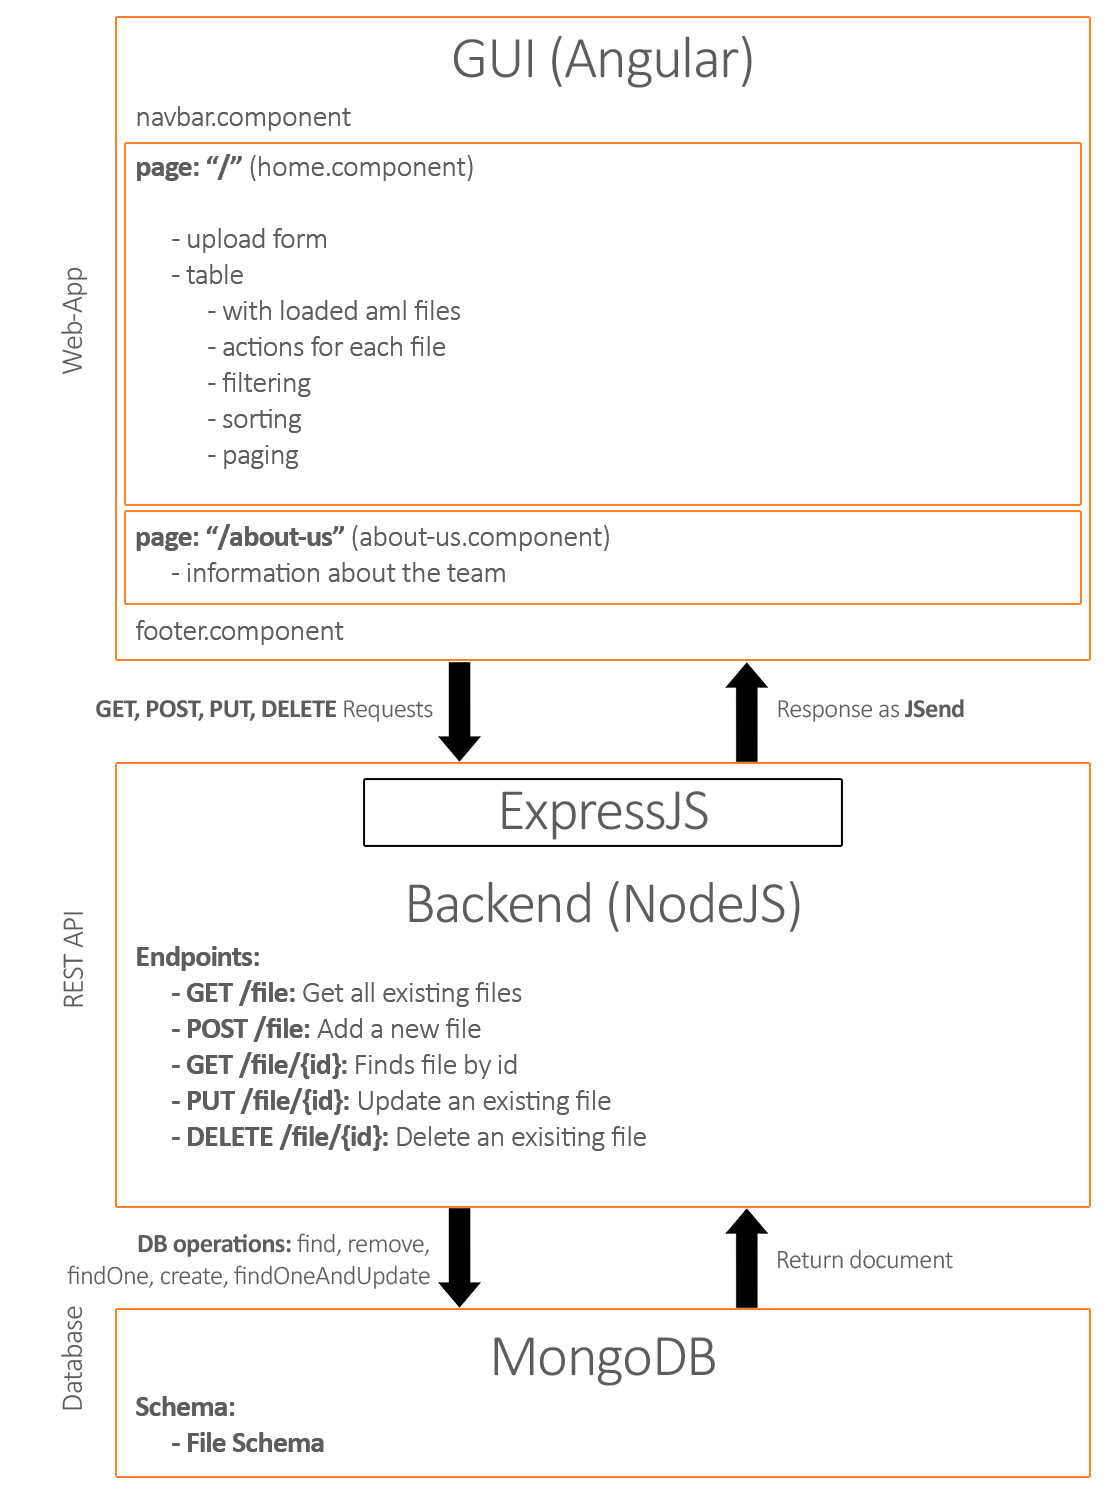 GUI (Angular)
navbar.component
page: “/” (home.component)
- upload form
- table
- with loaded aml files
- actions for each file
- filtering
- sorting
- paging
Web-App
page: “/about-us” (about-us.component)
- information about the team
footer.component
GET, POST, PUT, DELETE Requests
Response as JSend
ExpressJS
Backend (NodeJS)
REST API
Endpoints:
- GET /file: Get all existing files
- POST /file: Add a new file
- GET /file/{id}: Finds file by id
- PUT /file/{id}: Update an existing file
- DELETE /file/{id}: Delete an exisiting file
DB operations: find, remove,
findOne, create, findOneAndUpdate
Return document
Database
MongoDB
Schema:
- File Schema